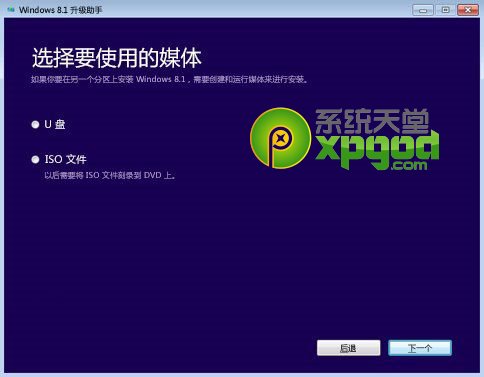 Windows 8.1 升级助手
选择要使用的媒体
如果你要在另一个分区上安装 Windows 8.1，需要创建和运行媒体来进行安装。
U 盘
ISO 文件
以后需要将 ISO 文件刻录到 DVD 上。
系统天堂
xpgod
.com
后退
下一个